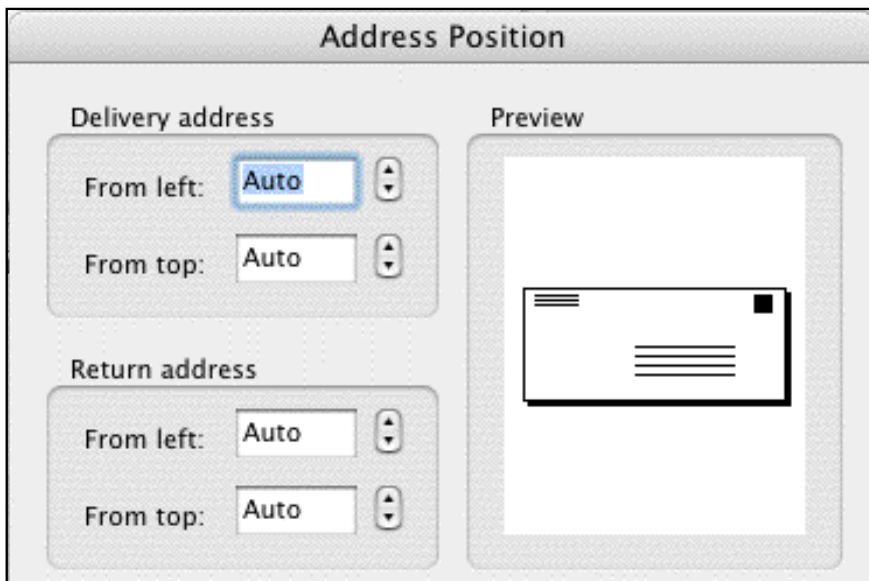 Address Position
Delivery address
From left: Auto
From top: Auto
Return address
From left: Auto
From top: Auto
Preview